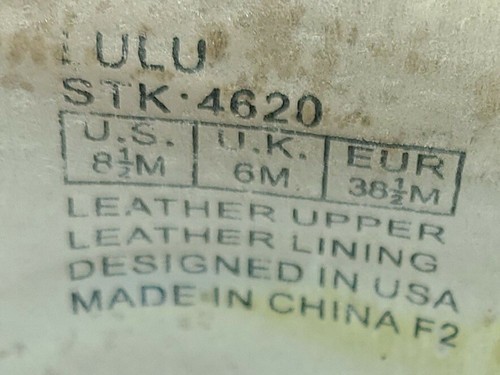 LULU
STK·4620
U.S. U.K. EUR
8½M 6M 38½M
LEATHER UPPER
LEATHER LINING
DESIGNED IN USA
MADE IN CHINA F2